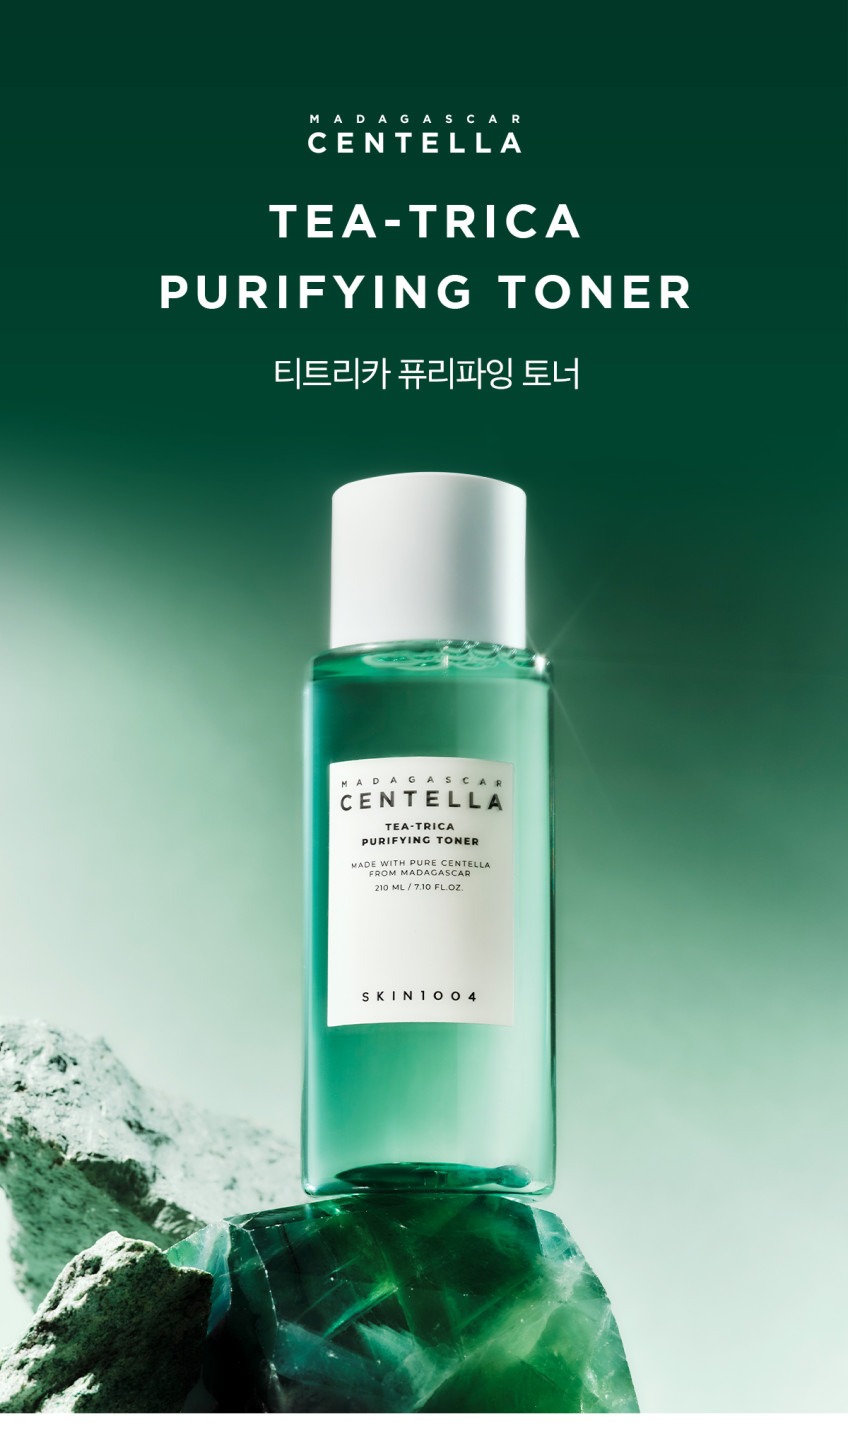 MADAGASCAR
CENTELLA
TEA-TRICA
PURIFYING TONER
티트리카 퓨리파잉 토너
MADAGASCAR
CENTELLA
TEA-TRICA
PURIFYING TONER
MADE WITH PURE CENTELLA
FROM MADAGASCAR
210 ML / 7.10 FL.OZ.
SKIN1004